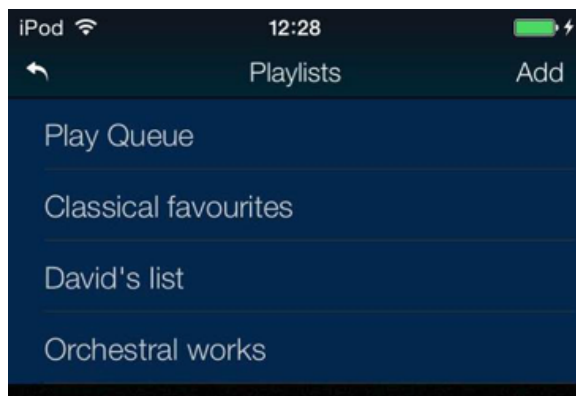 iPod 12:28
Playlists Add
Play Queue
Classical favourites
David's list
Orchestral works